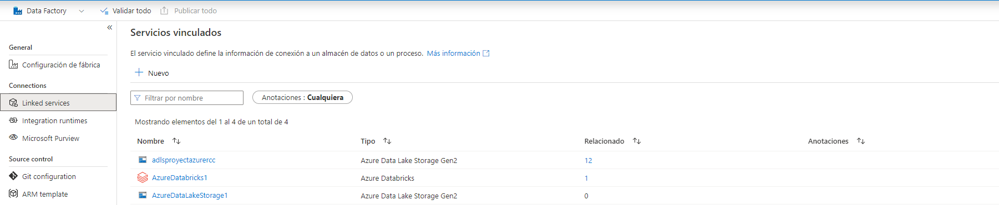 Data Factory Validar todo Publicar todo
«
General
Configuración de fábrica
Connections
Linked services
Integration runtimes
Microsoft Purview
Source control
Git configuration
ARM template
Servicios vinculados
El servicio vinculado define la información de conexión a un almacén de datos o un proceso. Más información
+ Nuevo
Filtrar por nombre Anotaciones : Cualquiera
Mostrando elementos del 1 al 4 de un total de 4
Nombre Tipo Relacionado Anotaciones
adlsproyectazurercc Azure Data Lake Storage Gen2 12
AzureDatabricks1 Azure Databricks 1
AzureDataLakeStorage1 Azure Data Lake Storage Gen2 0